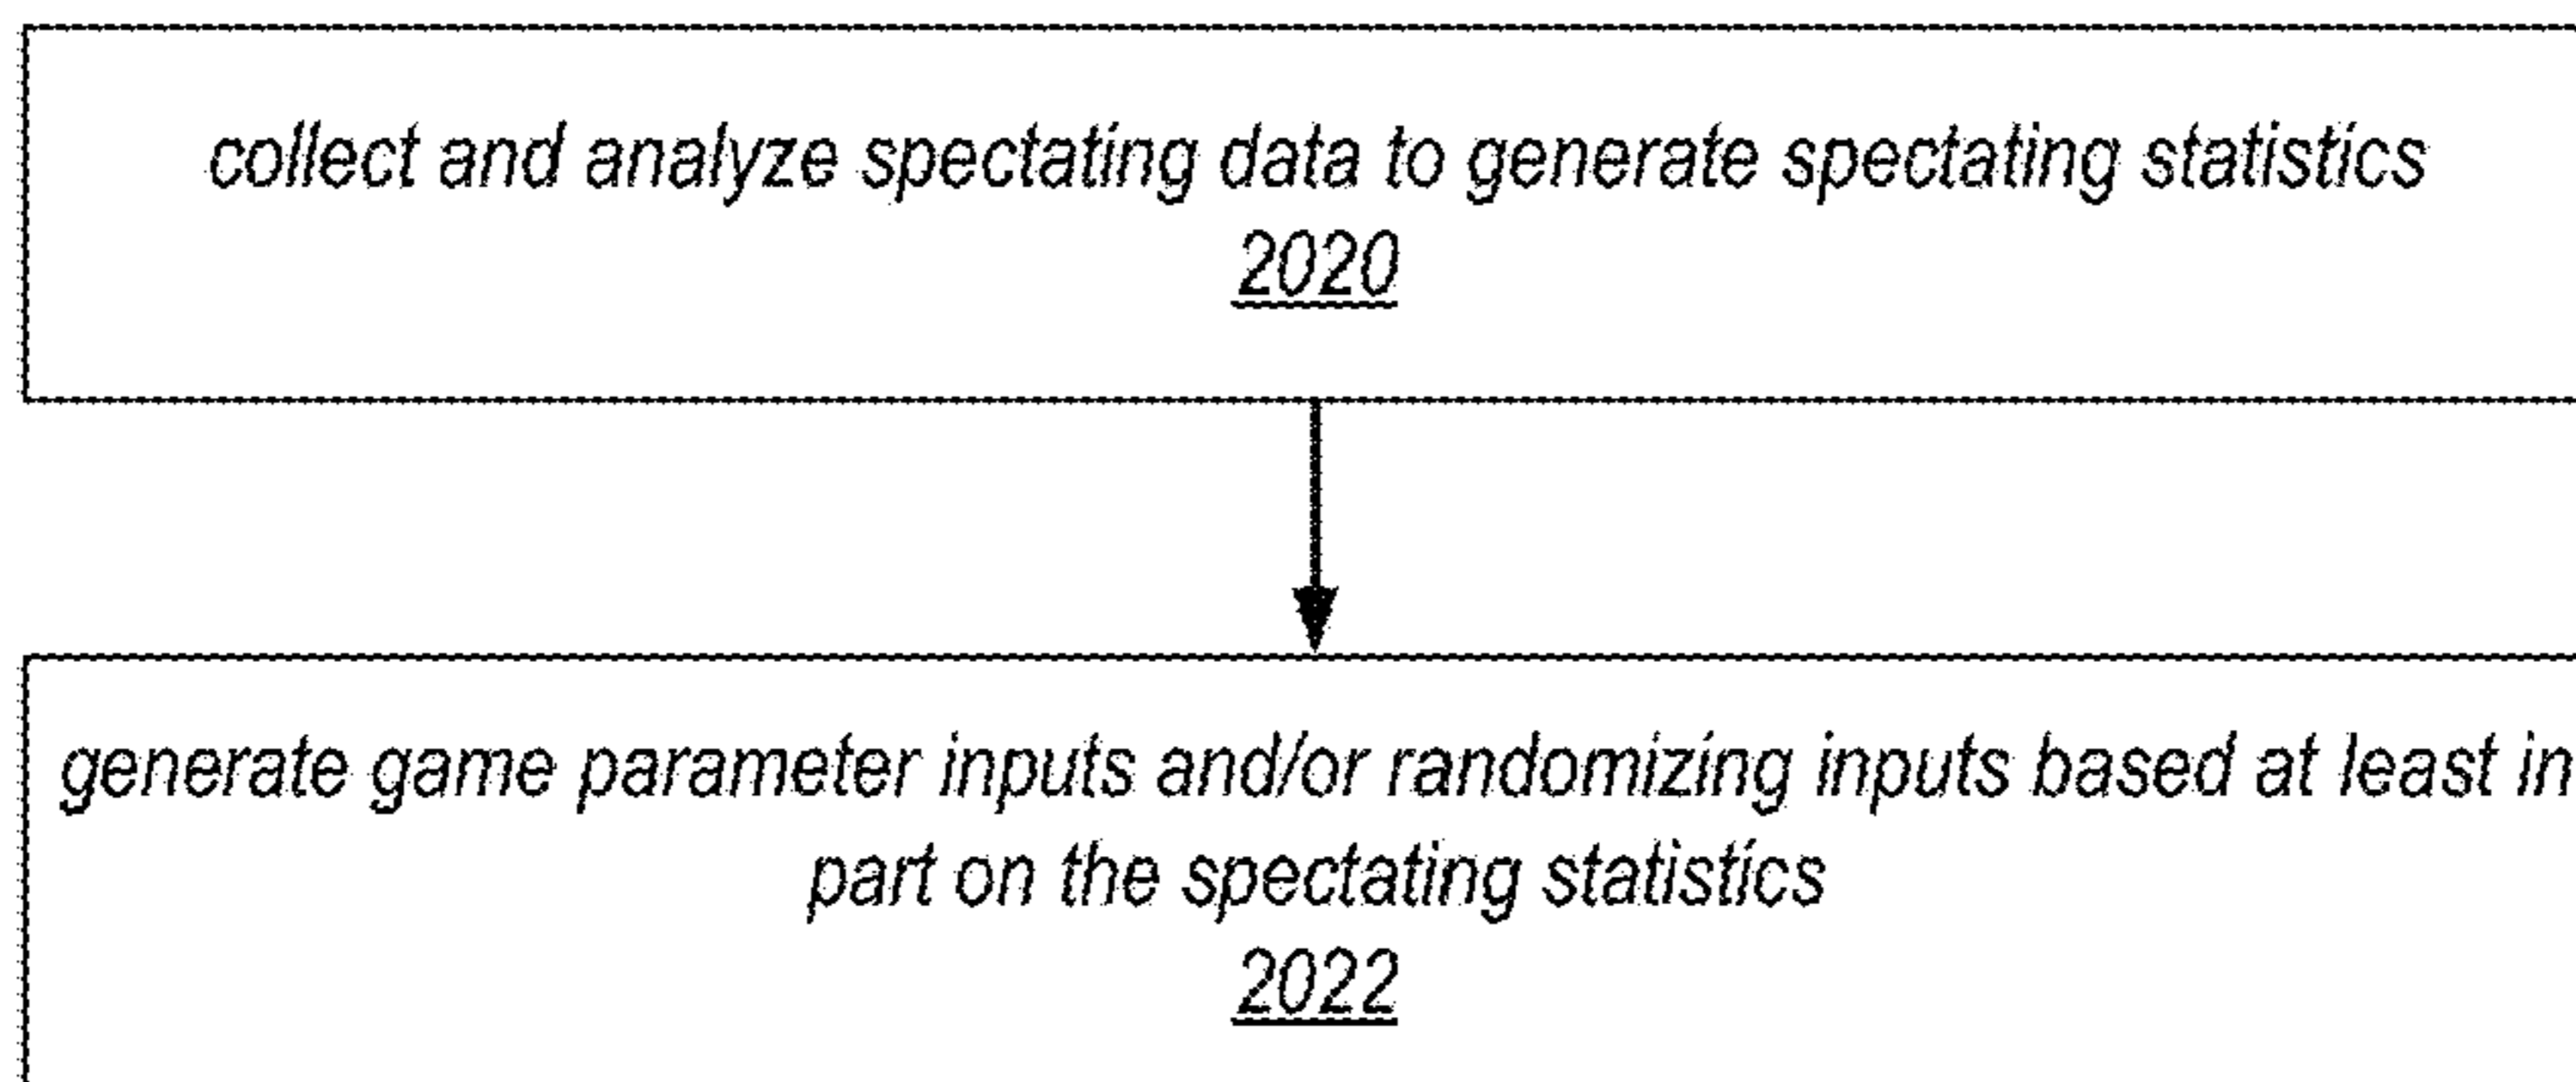 collect and analyze spectating data to generate spectating statistics
2020
generate game parameter inputs and/or randomizing inputs based at least in
part on the spectating statistics
2022